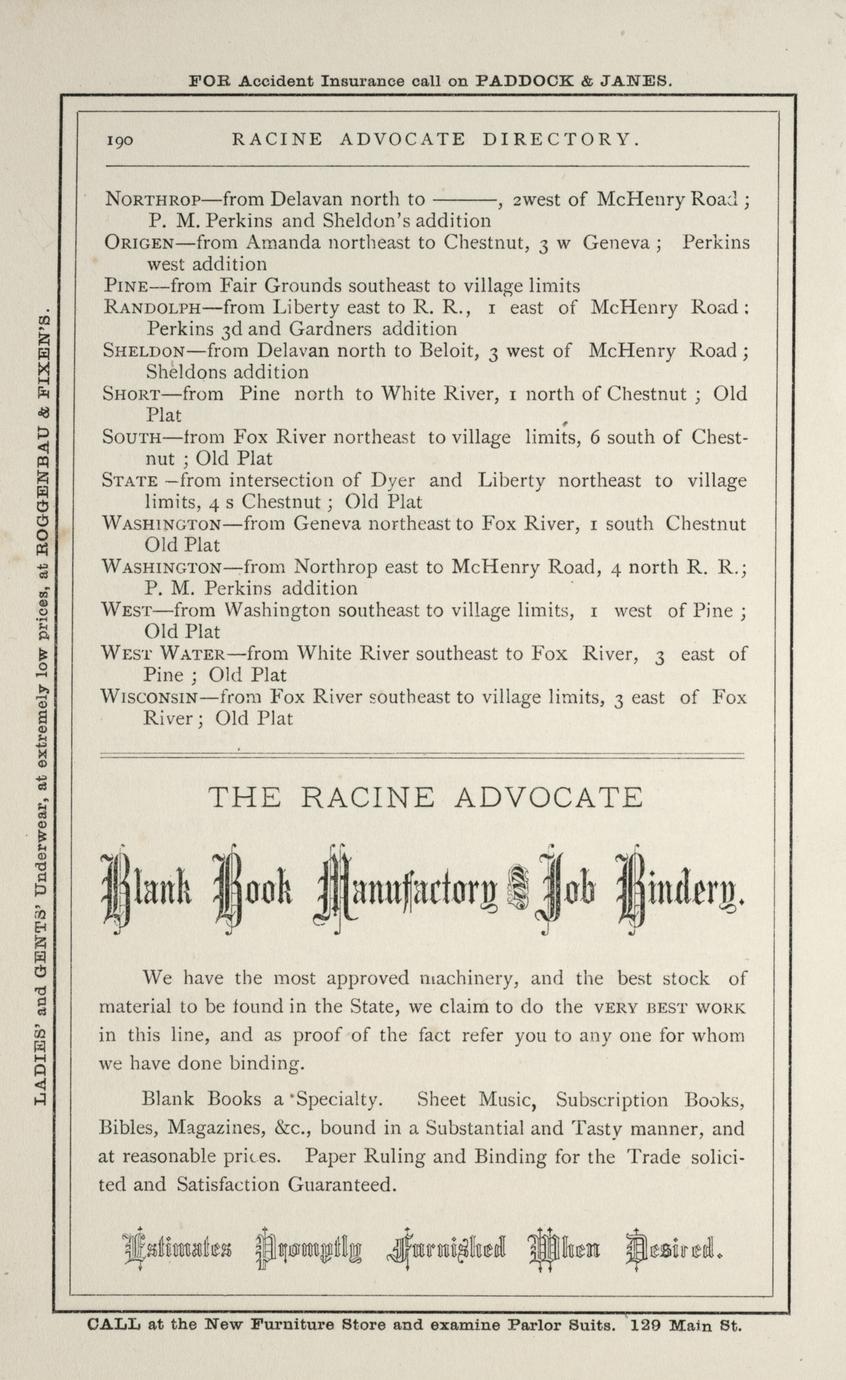 FOR Accident Insurance call on PADDOCK & JANES.
190 RACINE ADVOCATE DIRECTORY.
NORTHROP—from Delavan north to ———, 2west of McHenry Road ;
P. M. Perkins and Sheldon's addition
ORIGEN—from Amanda northeast to Chestnut, 3 w Geneva ; Perkins
west addition
PINE—from Fair Grounds southeast to village limits
RANDOLPH—from Liberty east to R. R., 1 east of McHenry Road :
Perkins 3d and Gardners addition
SHELDON—from Delavan north to Beloit, 3 west of McHenry Road ;
Sheldons addition
SHORT—from Pine north to White River, 1 north of Chestnut ; Old
Plat
SOUTH—from Fox River northeast to village limits, 6 south of Chest-
nut ; Old Plat
STATE —from intersection of Dyer and Liberty northeast to village
limits, 4 s Chestnut ; Old Plat
WASHINGTON—from Geneva northeast to Fox River, 1 south Chestnut
Old Plat
WASHINGTON—from Northrop east to McHenry Road, 4 north R. R.;
P. M. Perkins addition
WEST—from Washington southeast to village limits, 1 west of Pine ;
Old Plat
WEST WATER—from White River southeast to Fox River, 3 east of
Pine ; Old Plat
WISCONSIN—from Fox River southeast to village limits, 3 east of Fox
River ; Old Plat
THE RACINE ADVOCATE
Blank Book Manufactory and Job Bindery.
We have the most approved machinery, and the best stock of
material to be found in the State, we claim to do the VERY BEST WORK
in this line, and as proof of the fact refer you to any one for whom
we have done binding.
Blank Books a Specialty. Sheet Music, Subscription Books,
Bibles, Magazines, &c., bound in a Substantial and Tasty manner, and
at reasonable prices. Paper Ruling and Binding for the Trade solici-
ted and Satisfaction Guaranteed.
Estimates Promptly Furnished When Desired.
CALL at the New Furniture Store and examine Parlor Suits. 129 Main St.
LADIES' and GENTS' Underwear, at extremely low prices, at ROGGENBAU & FIXEN'S.